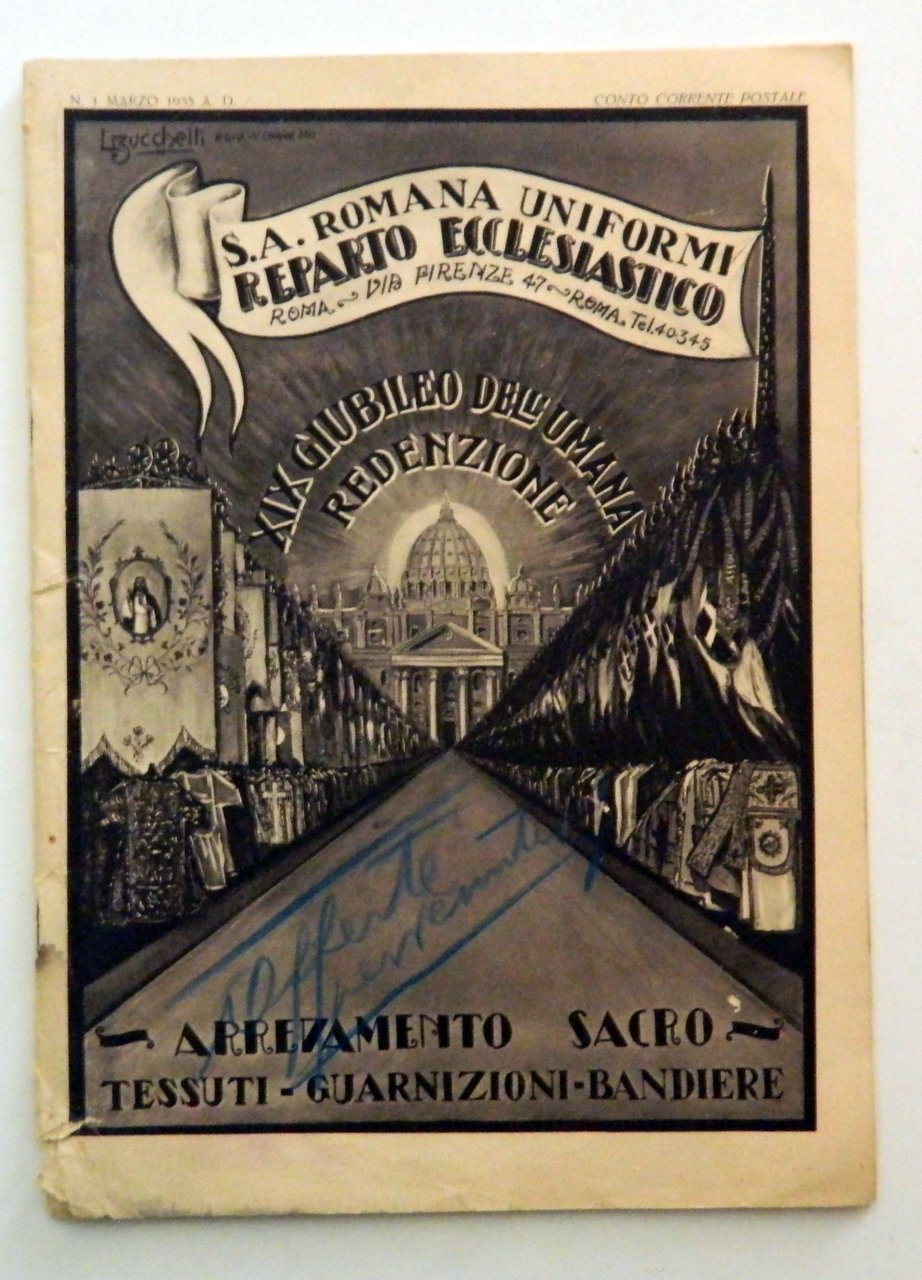 N. 1 MARZO 1933 A. D.
CONTO CORRENTE POSTALE
S.A. ROMANA UNIFORMI
REPARTO ECCLESIASTICO
ROMA ~ VIA FIRENZE 47 ~ ROMA. Tel. 40-345
XIX GIUBILEO DELL' UMANA
REDENZIONE
Offerte
ARREDAMENTO SACRO
TESSUTI - GUARNIZIONI - BANDIERE